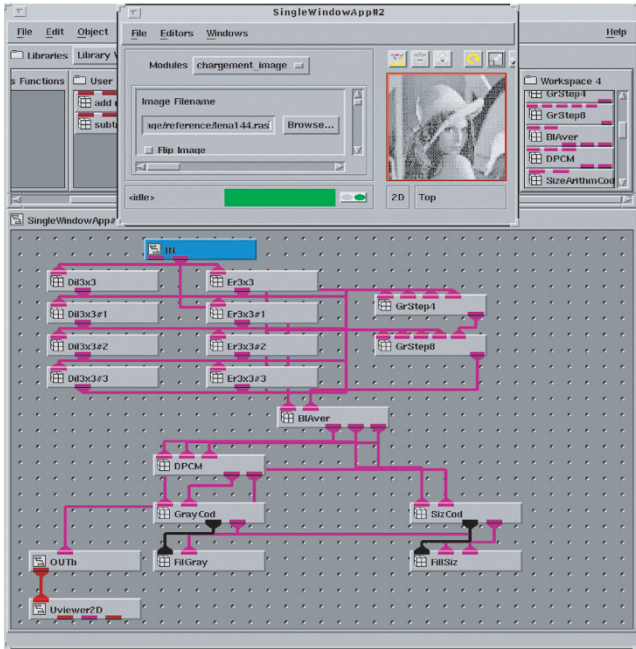 SingleWindowApp#2
File Edit Object
File Editors Windows
Help
Libraries Library
Modules chargement_image
Workspace 4
s Functions User
GrStep4
add
GrStep8
subt
Image Filename
BlAver
age/reference/lena144.ras Browse...
DPCM
Flip Image
SizeArithmCod
<idle>
2D Top
SingleWindowApp#
IN
Dil3x3 Er3x3
GrStep4
Dil3x3#1 Er3x3#1
Dil3x3#2 Er3x3#2 GrStep8
Dil3x3#3 Er3x3#3
BlAver
DPCM
GrayCod SizCod
OUTb FilGray FillSiz
Uviewer2D